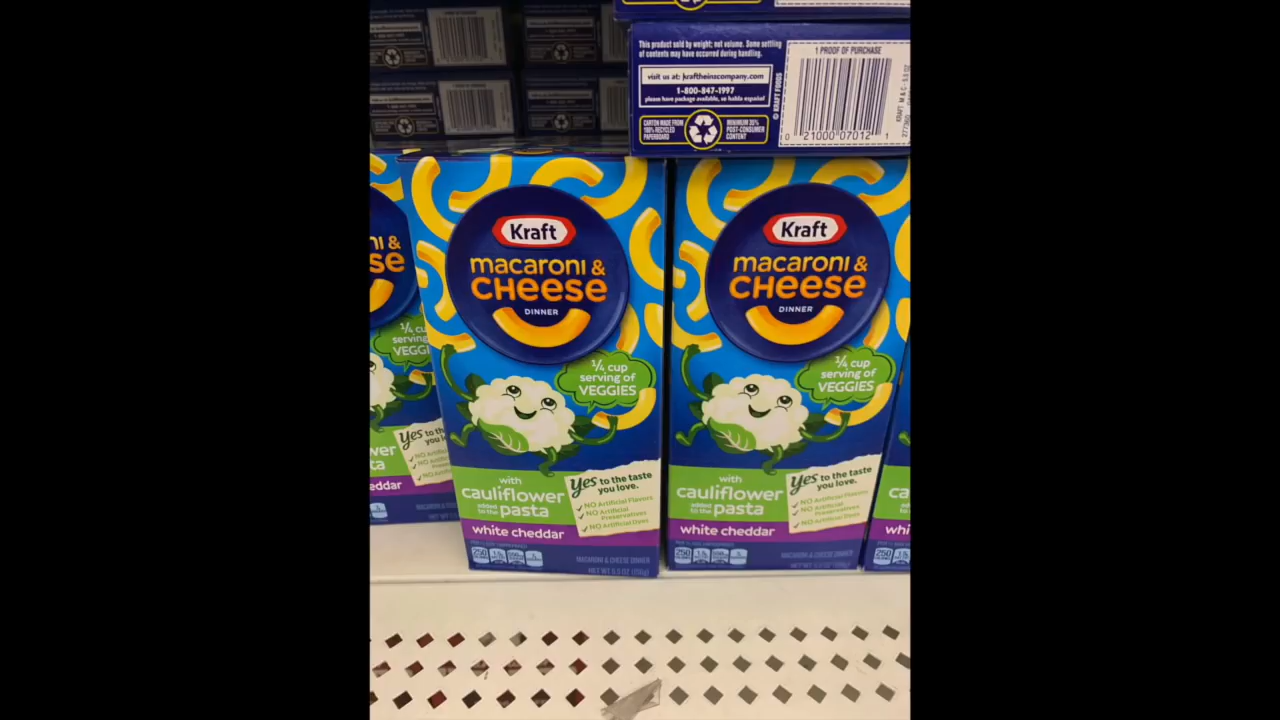 This product sold by weight; not volume. Some settling
of contents may have occurred during handling.
visit us at: kraftheinzcompany.com
1-800-847-1997
please have package available, se habla español
CARTON MADE FROM
100% RECYCLED
PAPERBOARD
MINIMUM 35%
POST-CONSUMER
CONTENT
© KRAFT FOODS
1 PROOF OF PURCHASE
0 21000 07012 1
Kraft
macaroni &
CHEESE
DINNER
1/4 cup
serving of
VEGGIES
with
cauliflower
added
to the pasta
Yes to the taste
you love.
NO Artificial Flavors
NO Artificial
Preservatives
NO Artificial Dyes
white cheddar
250
MACARONI & CHEESE DINNER
Kraft
macaroni &
CHEESE
DINNER
1/4 cup
serving of
VEGGIES
with
cauliflower
added
to the pasta
Yes to the taste
you love.
NO Artificial Flavors
NO Artificial
Preservatives
NO Artificial Dyes
white cheddar
250
MACARONI & CHEESE DINNER